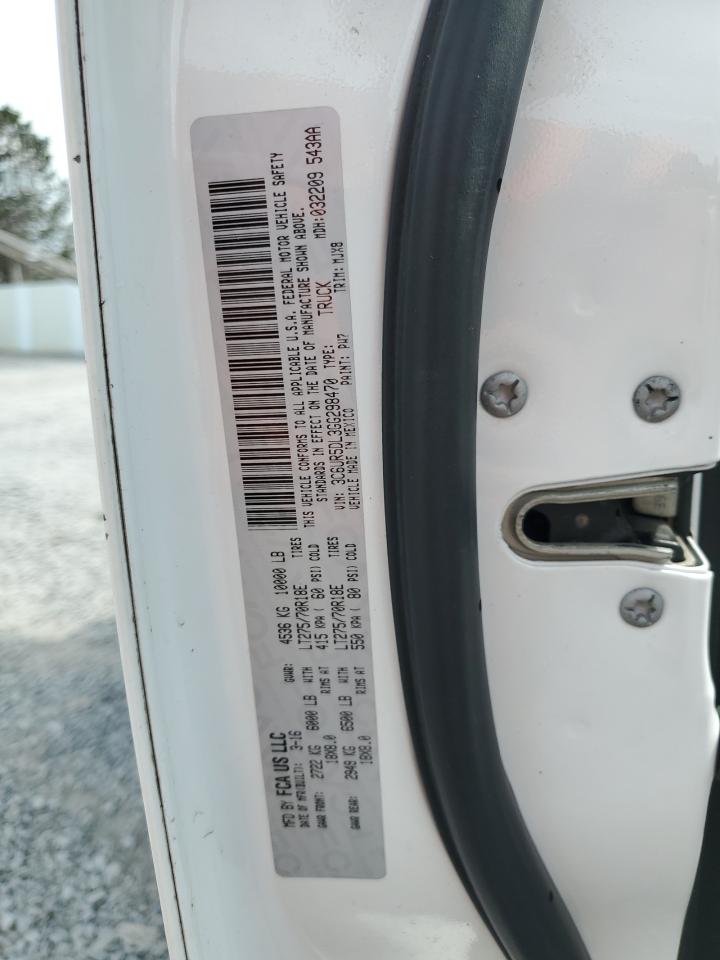 MFD BY FCA US LLC
DATE OF MFR(BUILT): 3-16 GVWR: 4536 KG 10000 LB
GAWR FRONT: 2722 KG 6000 LB WITH LT275/70R18E TIRES
18X8.0 RIMS AT 415 KPA ( 60 PSI) COLD
GAWR REAR: 2949 KG 6500 LB WITH LT275/70R18E TIRES
18X8.0 RIMS AT 550 KPA ( 80 PSI) COLD
THIS VEHICLE CONFORMS TO ALL APPLICABLE U.S.A. FEDERAL MOTOR VEHICLE SAFETY
STANDARDS IN EFFECT ON THE DATE OF MANUFACTURE SHOWN ABOVE.
VIN: 3C6UR5DL3GG298470 TYPE: TRUCK MDH:032209 543AA
VEHICLE MADE IN MEXICO PAINT: PW7 TRIM: MJX8